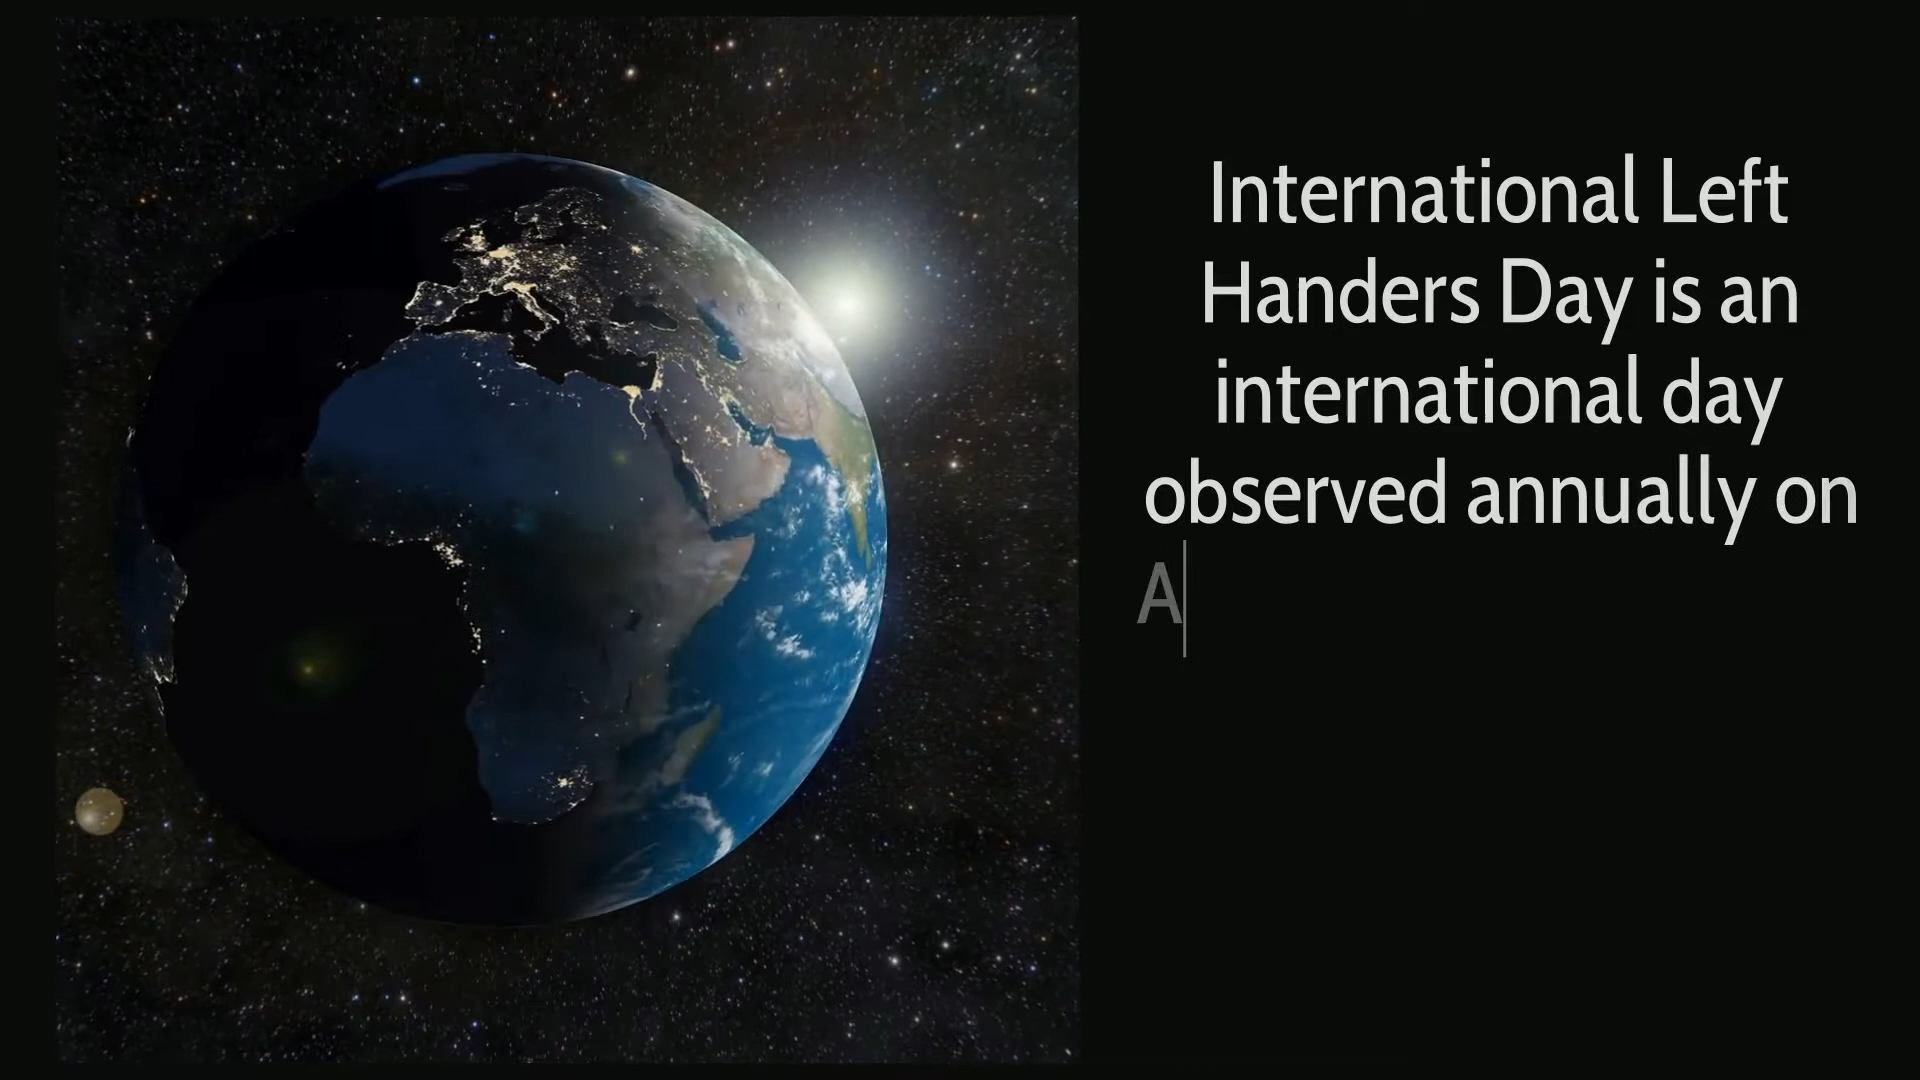 International Left
Handers Day is an
international day
observed annually on
A